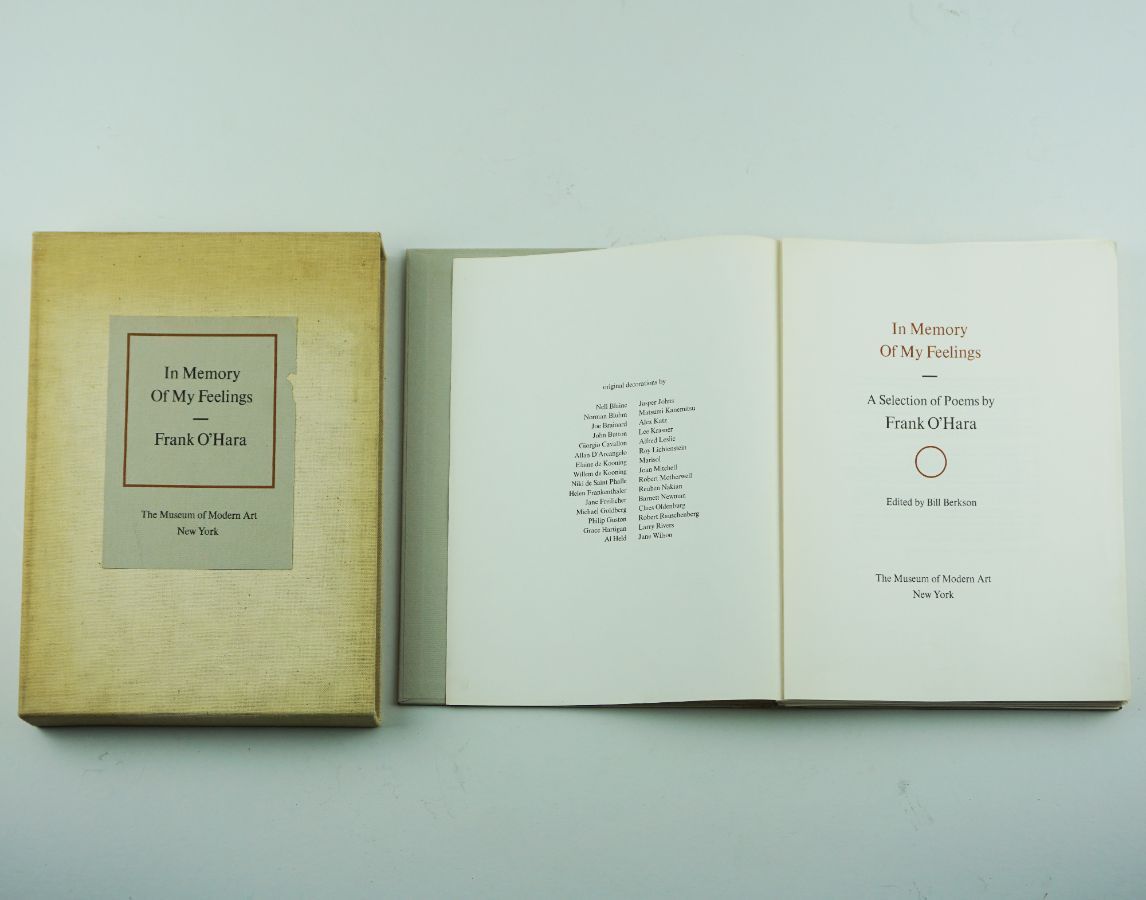 In Memory
Of My Feelings
—
Frank O'Hara
The Museum of Modern Art
New York
original decorations by
Nell Blaine
Norman Bluhm
Joe Brainard
John Button
Giorgio Cavallon
Allan D'Arcangelo
Elaine de Kooning
Willem de Kooning
Niki de Saint Phalle
Helen Frankenthaler
Jane Freilicher
Michael Goldberg
Philip Guston
Grace Hartigan
Al Held
Jasper Johns
Matsumi Kanemitsu
Alex Katz
Lee Krasner
Alfred Leslie
Roy Lichtenstein
Marisol
Joan Mitchell
Robert Motherwell
Reuben Nakian
Barnett Newman
Claes Oldenburg
Robert Rauschenberg
Larry Rivers
Jane Wilson
In Memory
Of My Feelings
—
A Selection of Poems by
Frank O'Hara
Edited by Bill Berkson
The Museum of Modern Art
New York